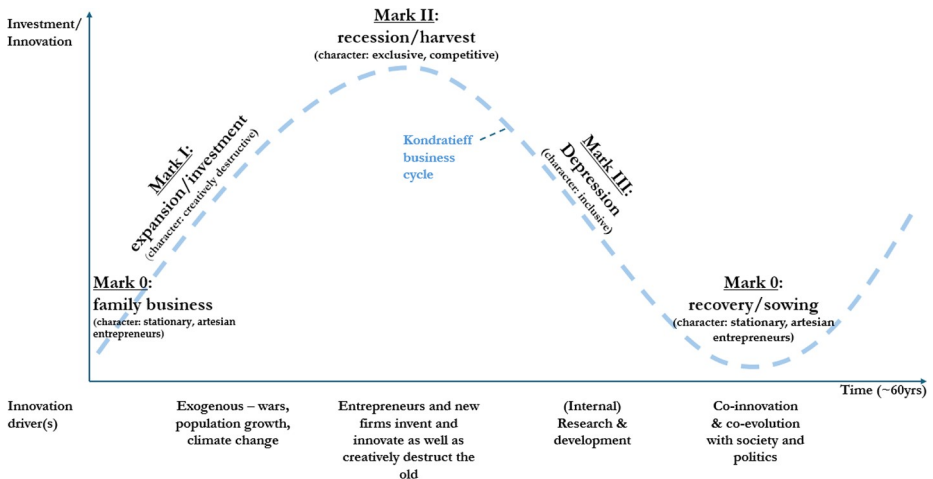 Investment/
Innovation
Mark II:
recession/harvest
(character: exclusive, competitive)
Mark I:
expansion/investment
(character: creatively destructive)
Kondratieff
business
cycle
Mark III:
Depression
(character: inclusive)
Mark 0:
family business
(character: stationary, artesian
entrepreneurs)
Mark 0:
recovery/sowing
(character: stationary, artesian
entrepreneurs)
Time (~60yrs)
Innovation
driver(s)
Exogenous – wars,
population growth,
climate change
Entrepreneurs and new
firms invent and
innovate as well as
creatively destruct the
old
(Internal)
Research &
development
Co-innovation
& co-evolution
with society and
politics